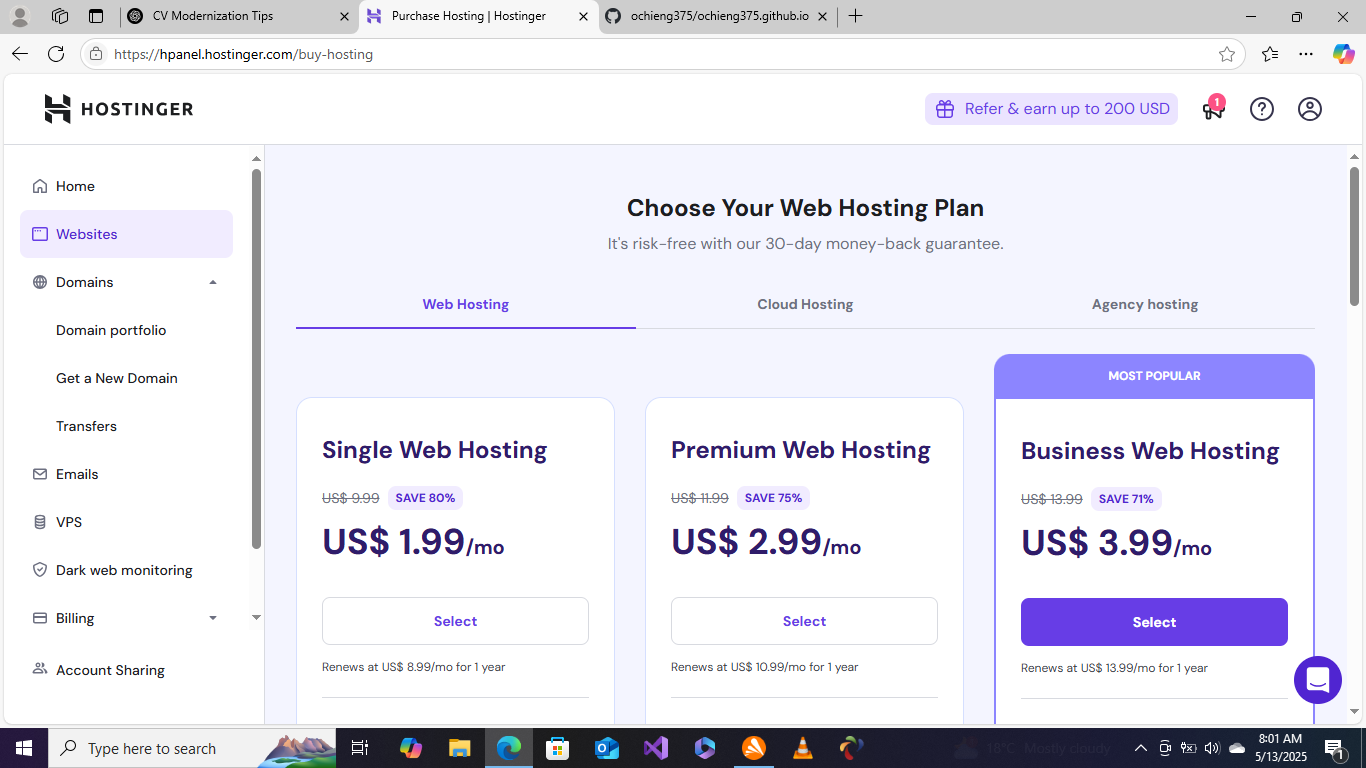 CV Modernization Tips
Purchase Hosting | Hostinger
ochieng375/ochieng375.github.io
https://hpanel.hostinger.com/buy-hosting
HOSTINGER
Refer & earn up to 200 USD
1
Home
Websites
Domains
Domain portfolio
Get a New Domain
Transfers
Emails
VPS
Dark web monitoring
Billing
Account Sharing
Choose Your Web Hosting Plan
It's risk-free with our 30-day money-back guarantee.
Web Hosting
Cloud Hosting
Agency hosting
Single Web Hosting
US$ 9.99 SAVE 80%
US$ 1.99/mo
Select
Renews at US$ 8.99/mo for 1 year
Premium Web Hosting
US$ 11.99 SAVE 75%
US$ 2.99/mo
Select
Renews at US$ 10.99/mo for 1 year
MOST POPULAR
Business Web Hosting
US$ 13.99 SAVE 71%
US$ 3.99/mo
Select
Renews at US$ 13.99/mo for 1 year
Type here to search
18°C Mostly cloudy
8:01 AM
5/13/2025
1